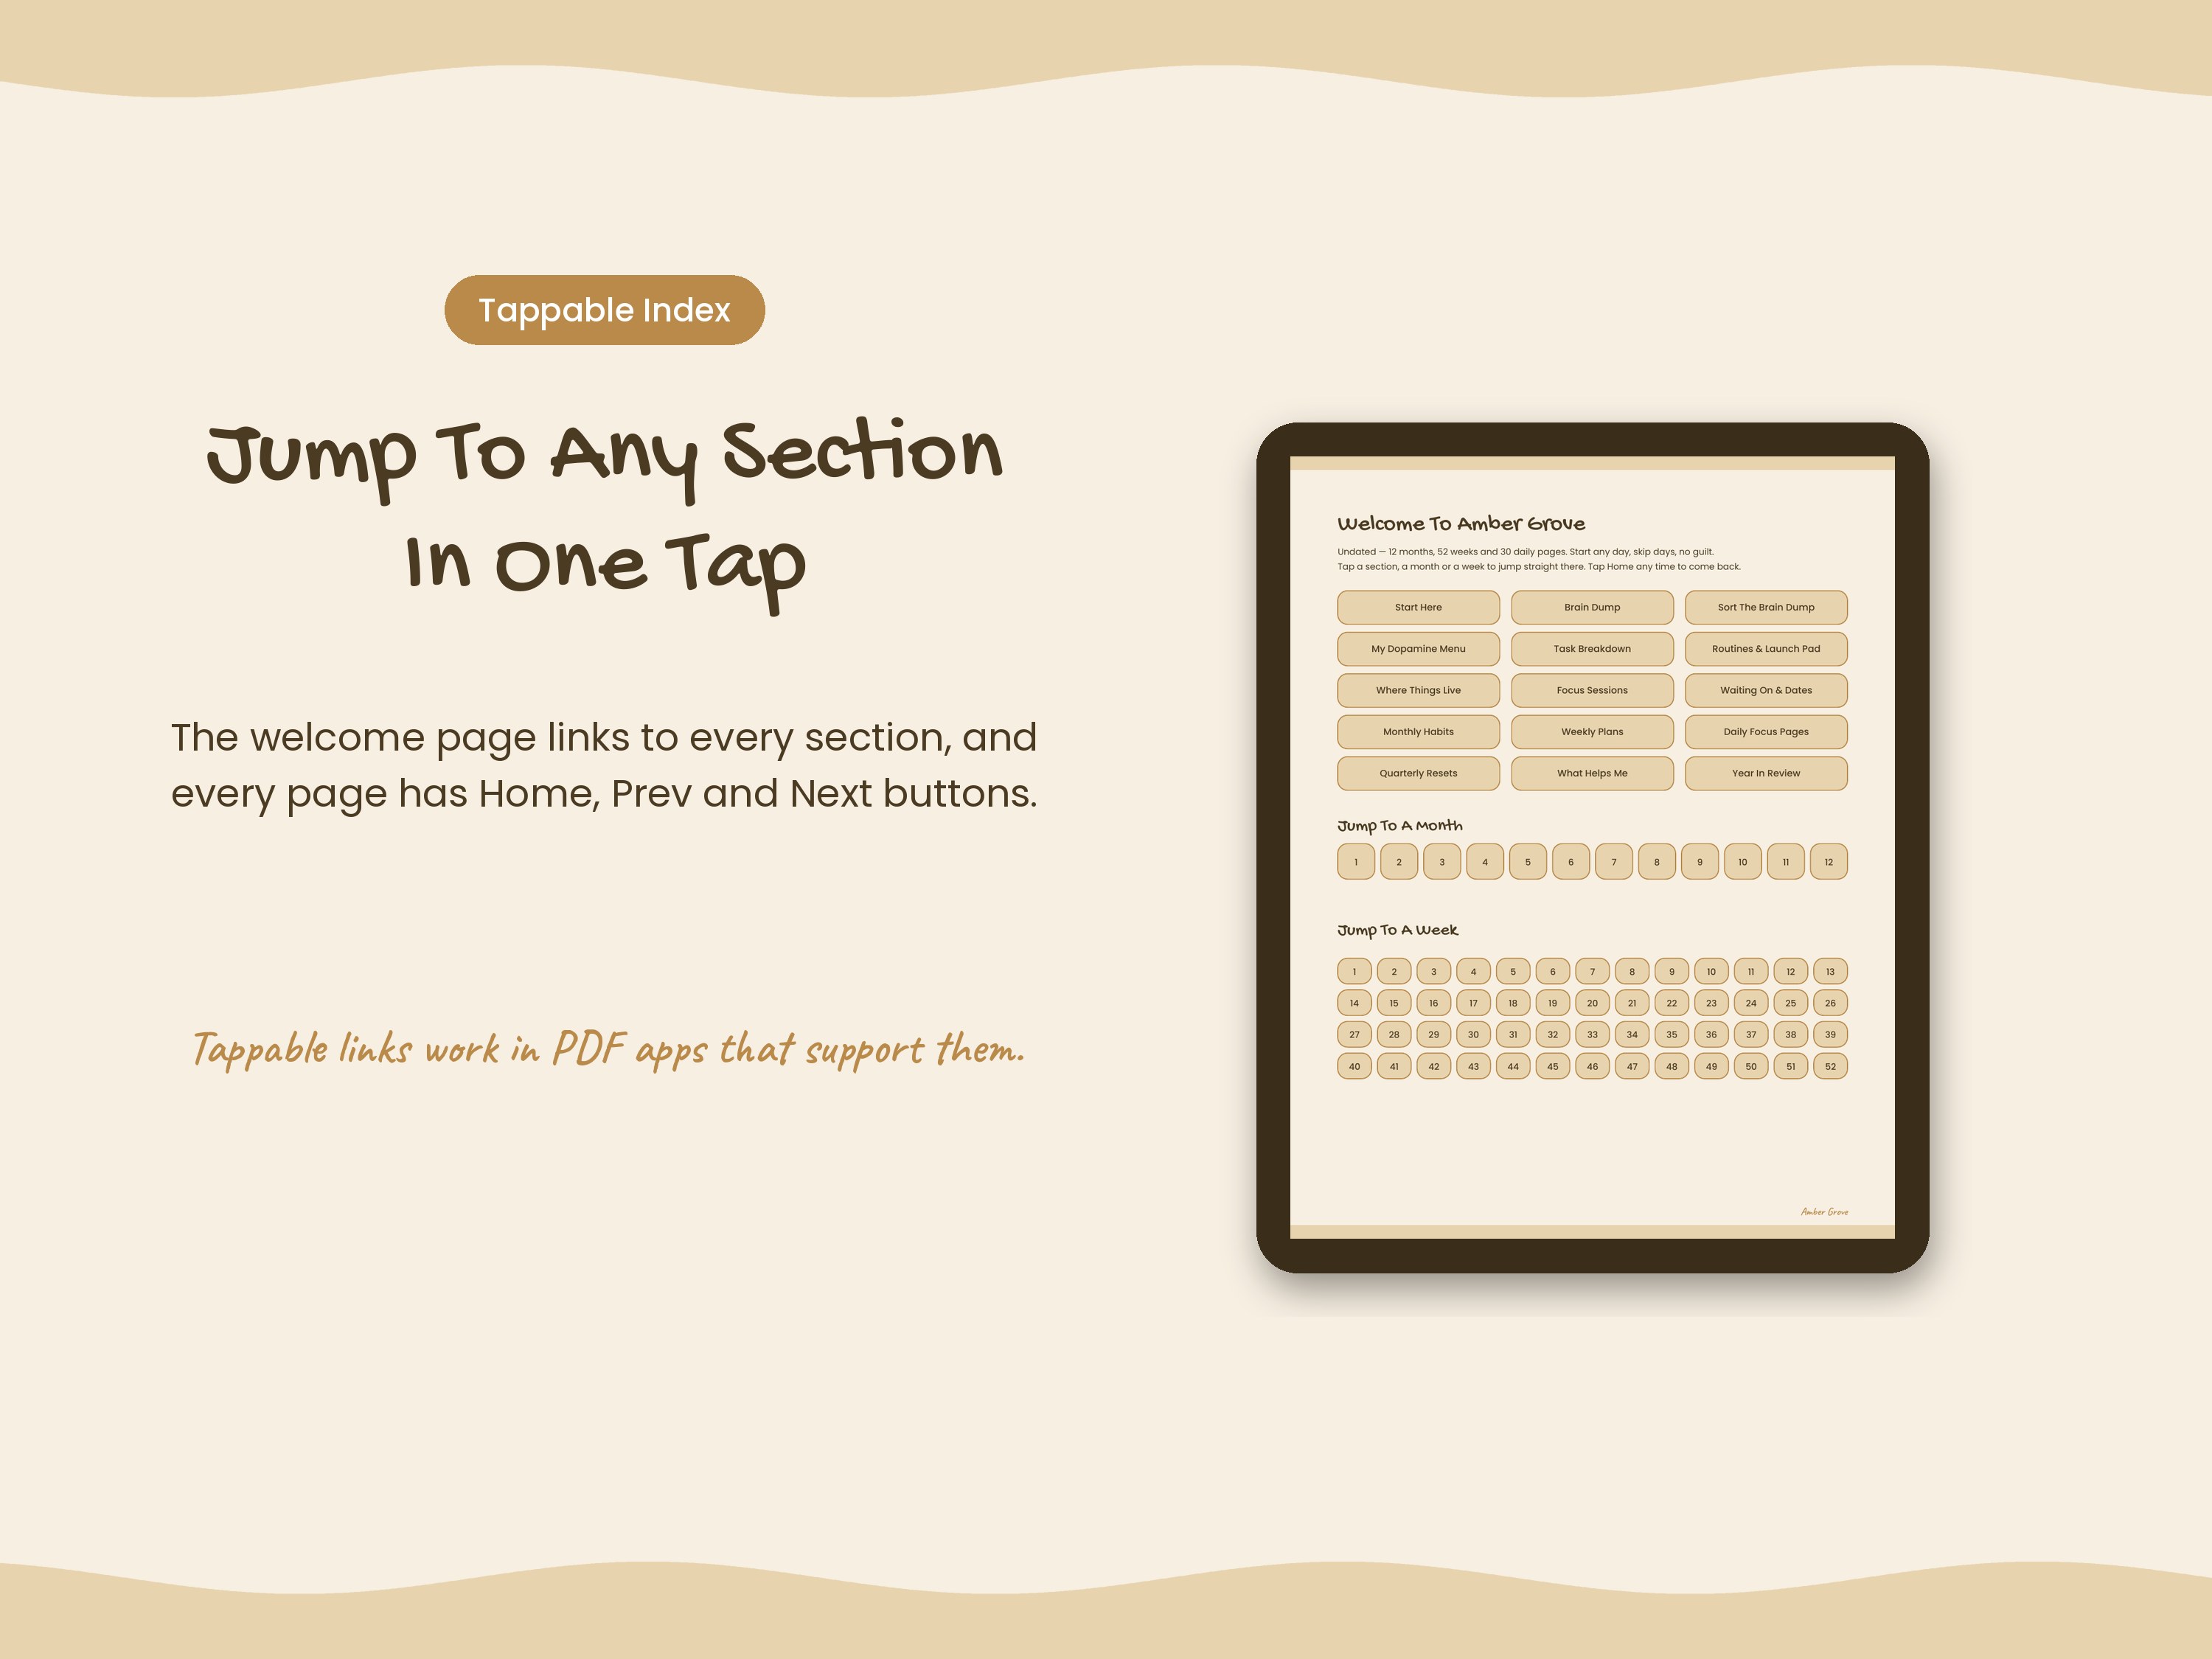 Tappable Index
Jump To Any Section
In One Tap
The welcome page links to every section, and
every page has Home, Prev and Next buttons.
Tappable links work in PDF apps that support them.
Welcome To Amber Grove
Undated — 12 months, 52 weeks and 30 daily pages. Start any day, skip days, no guilt.
Tap a section, a month or a week to jump straight there. Tap Home any time to come back.
Start Here Brain Dump Sort The Brain Dump
My Dopamine Menu Task Breakdown Routines & Launch Pad
Where Things Live Focus Sessions Waiting On & Dates
Monthly Habits Weekly Plans Daily Focus Pages
Quarterly Resets What Helps Me Year In Review
Jump To A Month
1 2 3 4 5 6 7 8 9 10 11 12
Jump To A Week
1 2 3 4 5 6 7 8 9 10 11 12 13
14 15 16 17 18 19 20 21 22 23 24 25 26
27 28 29 30 31 32 33 34 35 36 37 38 39
40 41 42 43 44 45 46 47 48 49 50 51 52
Amber Grove